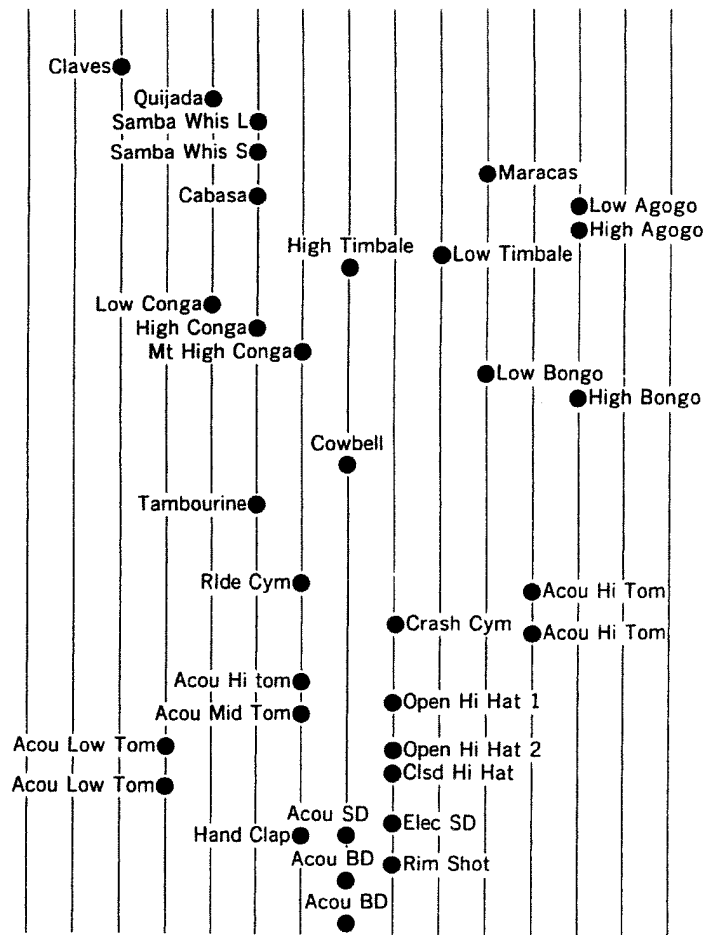 Claves
Quijada
Samba Whis L
Samba Whis S
Maracas
Cabasa
Low Agogo
High Agogo
High Timbale
Low Timbale
Low Conga
High Conga
Mt High Conga
Low Bongo
High Bongo
Cowbell
Tambourine
RIde Cym
Acou Hi Tom
Crash Cym
Acou Hi Tom
Acou Hi tom
Open Hi Hat 1
Acou Mid Tom
Acou Low Tom
Open Hi Hat 2
Clsd Hi Hat
Acou Low Tom
Acou SD
Elec SD
Hand Clap
Acou BD
Rim Shot
Acou BD